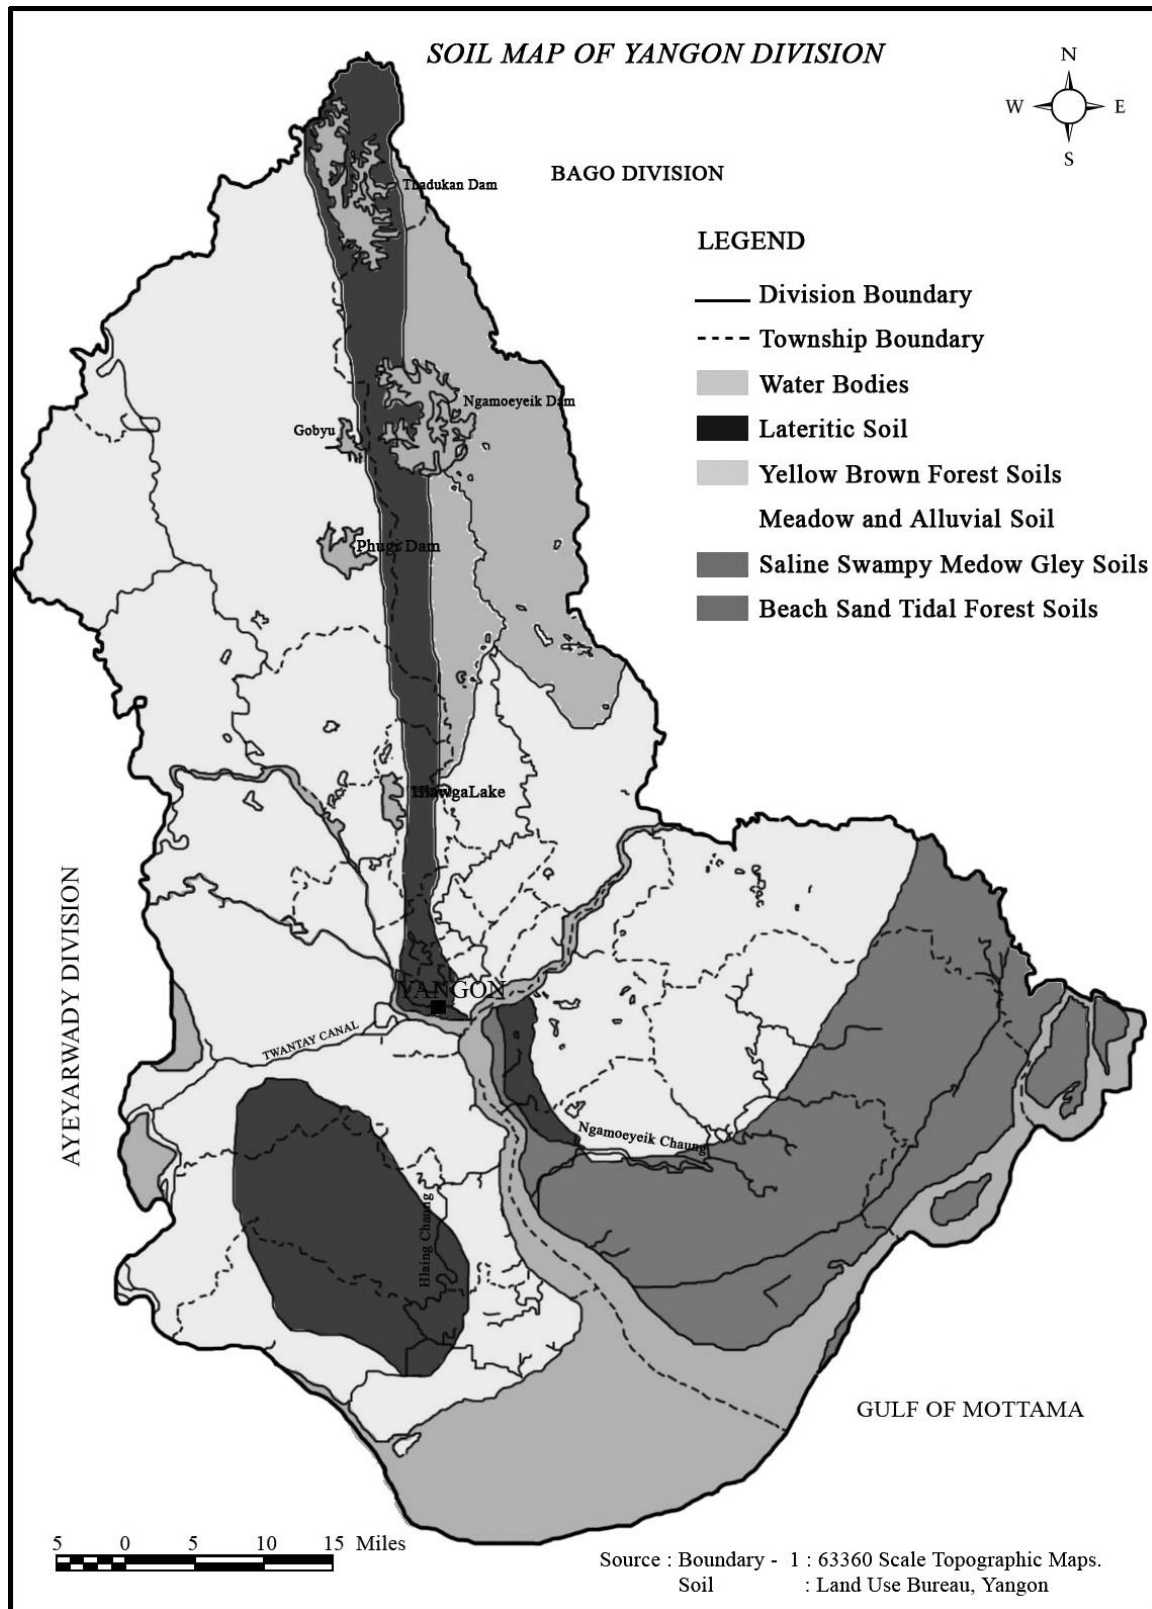 SOIL MAP OF YANGON DIVISION
N
W E
S
BAGO DIVISION
Thadukan Dam
LEGEND
Division Boundary
Township Boundary
Water Bodies
Lateritic Soil
Yellow Brown Forest Soils
Meadow and Alluvial Soil
Saline Swampy Medow Gley Soils
Beach Sand Tidal Forest Soils
Ngamoeyeik Dam
Gobyu
Phugi Dam
HlawgaLake
AYEYARWADY DIVISION
YANGON
TWANTAY CANAL
Ngamoeyeik Chaung
Hlaing Chaung
GULF OF MOTTAMA
5 0 5 10 15 Miles
Source : Boundary - 1 : 63360 Scale Topographic Maps.
Soil : Land Use Bureau, Yangon